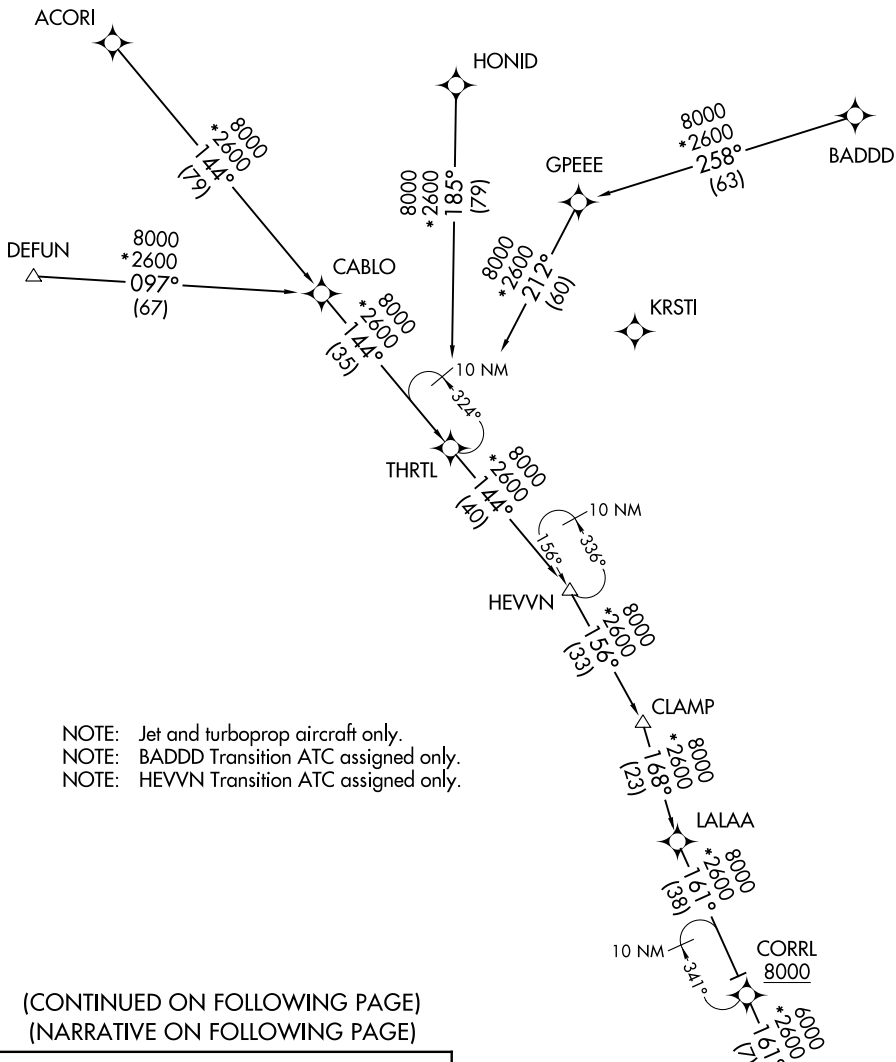 ACORI
HONID
BADDD
GPEEE
8000
*2600
258°
(63)
8000
*2600
144°
(79)
8000
*2600
185°
(79)
DEFUN
8000
*2600
097°
(67)
CABLO
8000
*2600
212°
(60)
KRSTI
8000
*2600
144°
(35)
10 NM
324°
THRTL
8000
*2600
144°
(40)
10 NM
156°
336°
HEVVN
8000
*2600
156°
(33)
CLAMP
NOTE: Jet and turboprop aircraft only.
NOTE: BADDD Transition ATC assigned only.
NOTE: HEVVN Transition ATC assigned only.
8000
*2600
168°
(23)
LALAA
8000
*2600
161°
(38)
10 NM
341°
CORRL
8000
6000
*2600
161°
(CONTINUED ON FOLLOWING PAGE)
(NARRATIVE ON FOLLOWING PAGE)